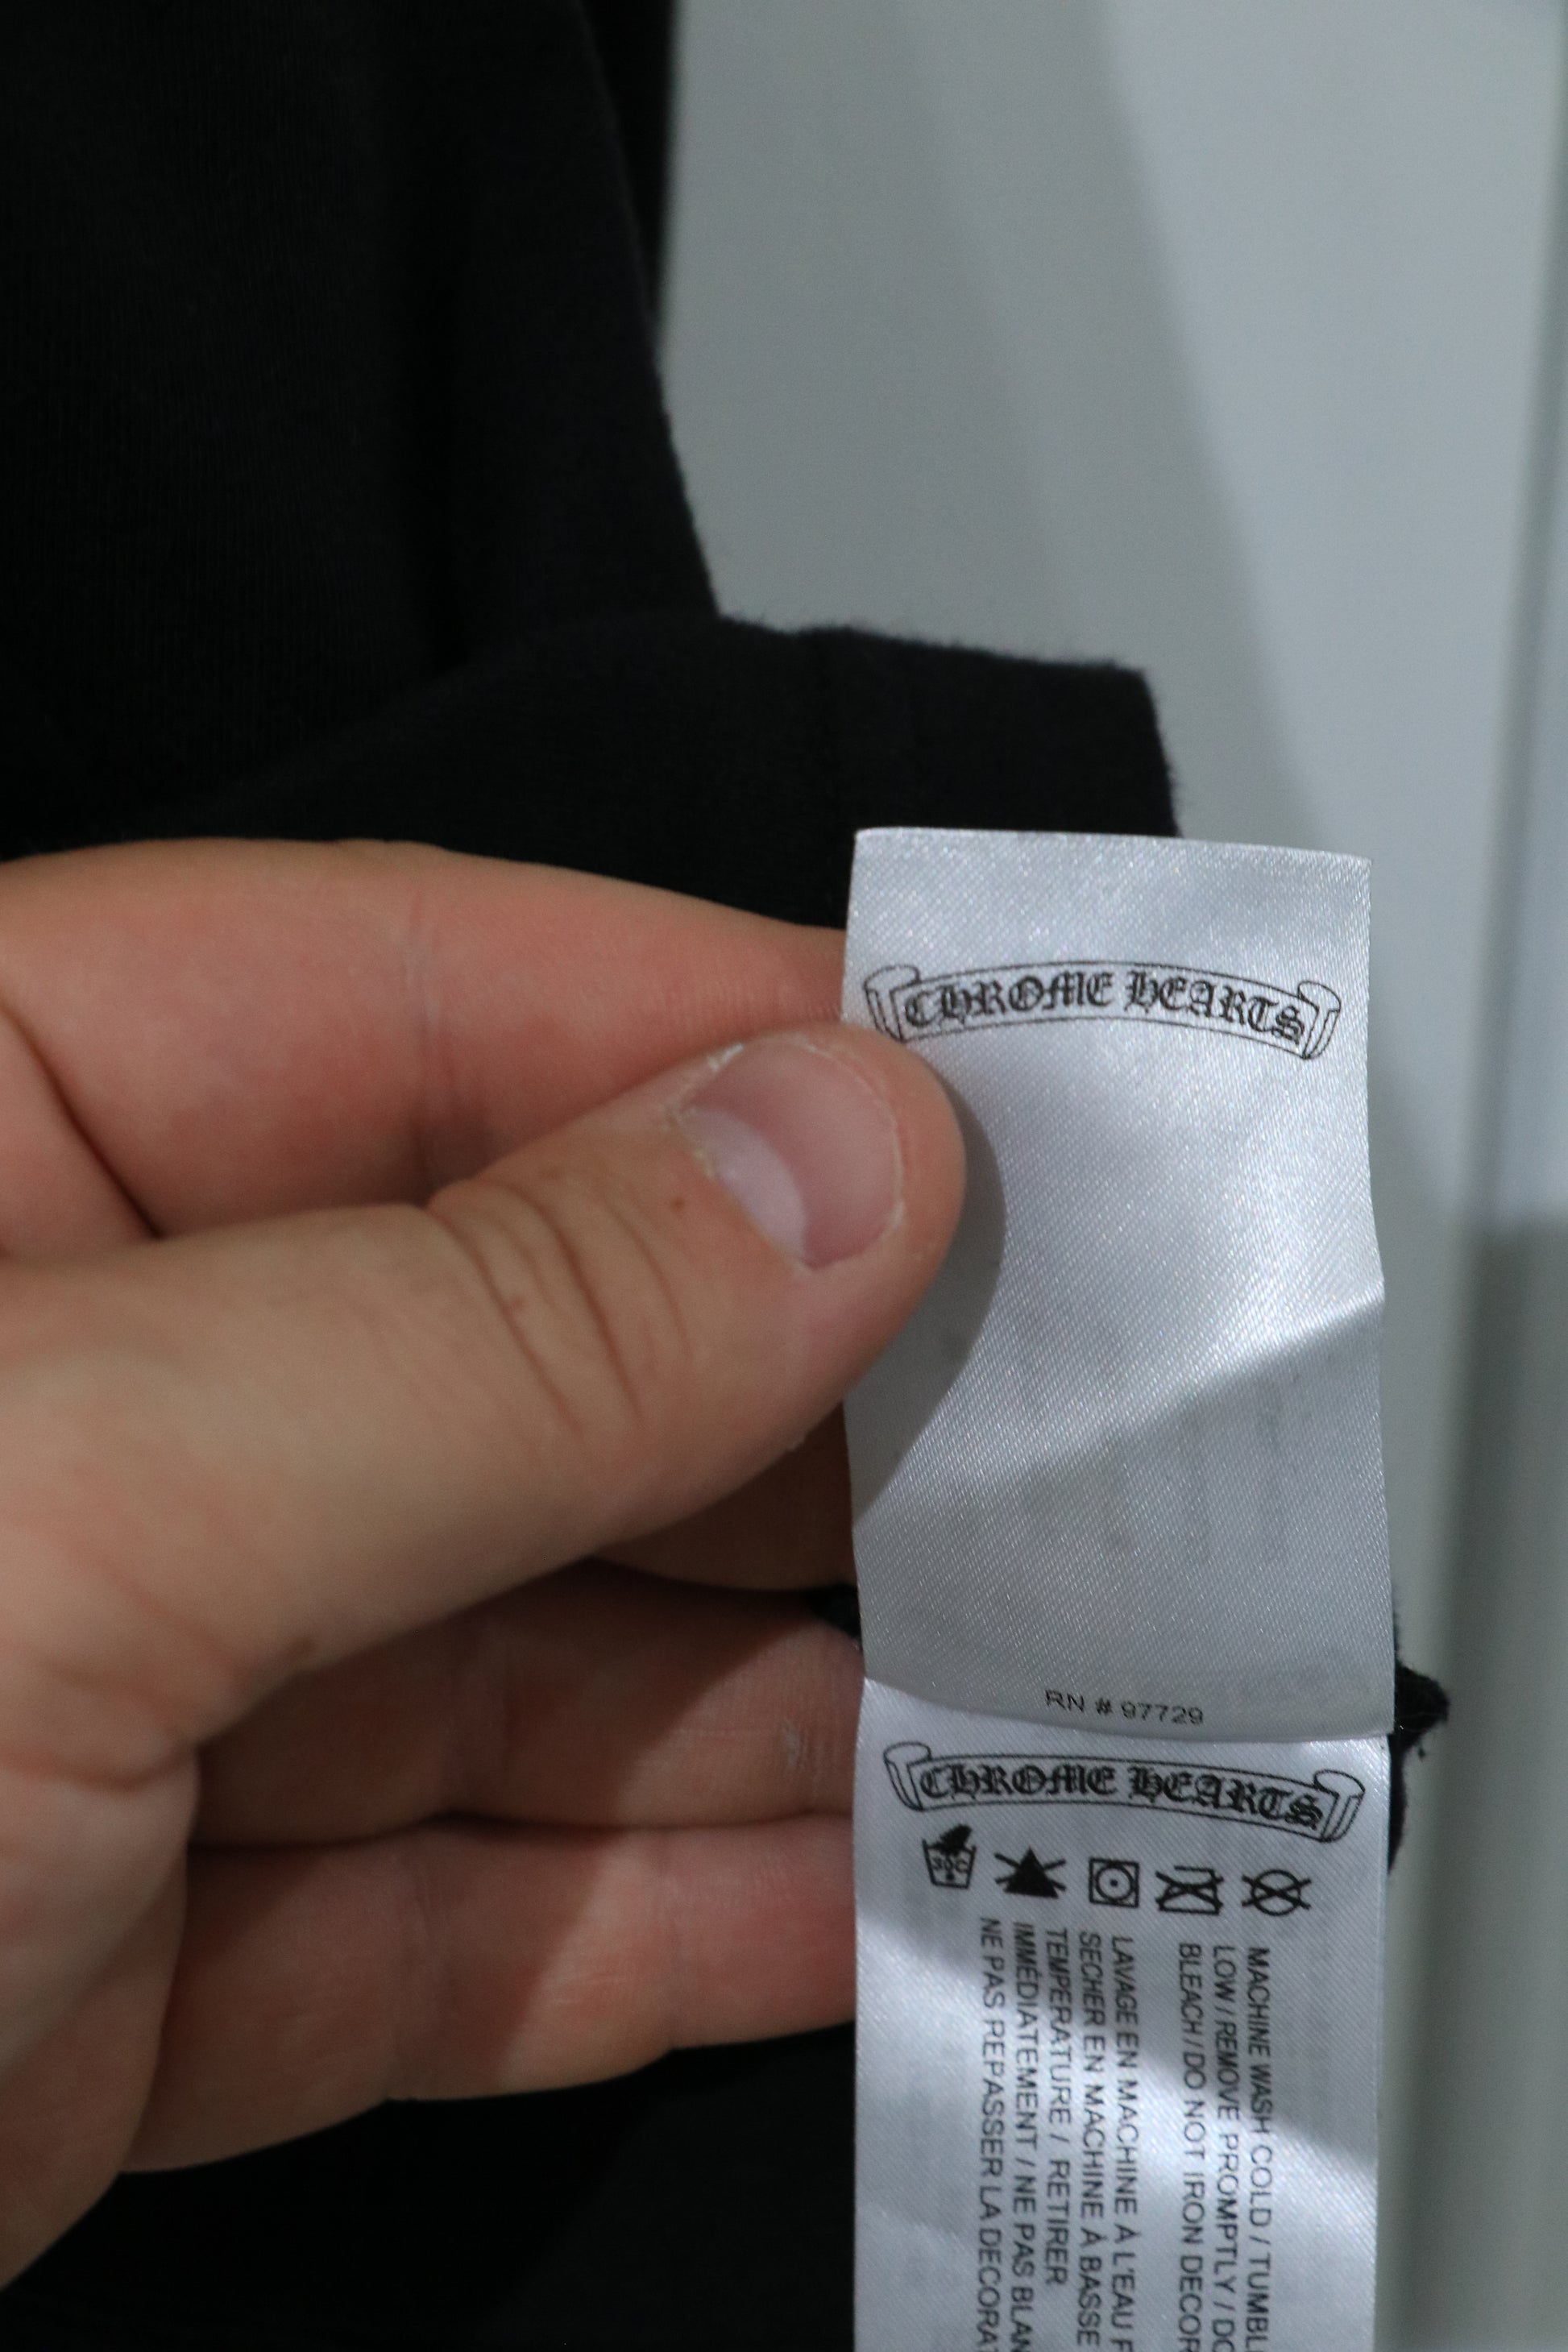 CHROME HEARTS
RN # 97729
CHROME HEARTS
MACHINE WASH COLD / TUMBL
LOW / REMOVE PROMPTLY / DO
BLEACH / DO NOT IRON DECOR
LAVAGE EN MACHINE À L'EAU F
SECHER EN MACHINE À BASSE
TEMPERATURE / RETIRER
IMMÉDIATEMENT / NE PAS BLAN
NE PAS REPASSER LA DECORA